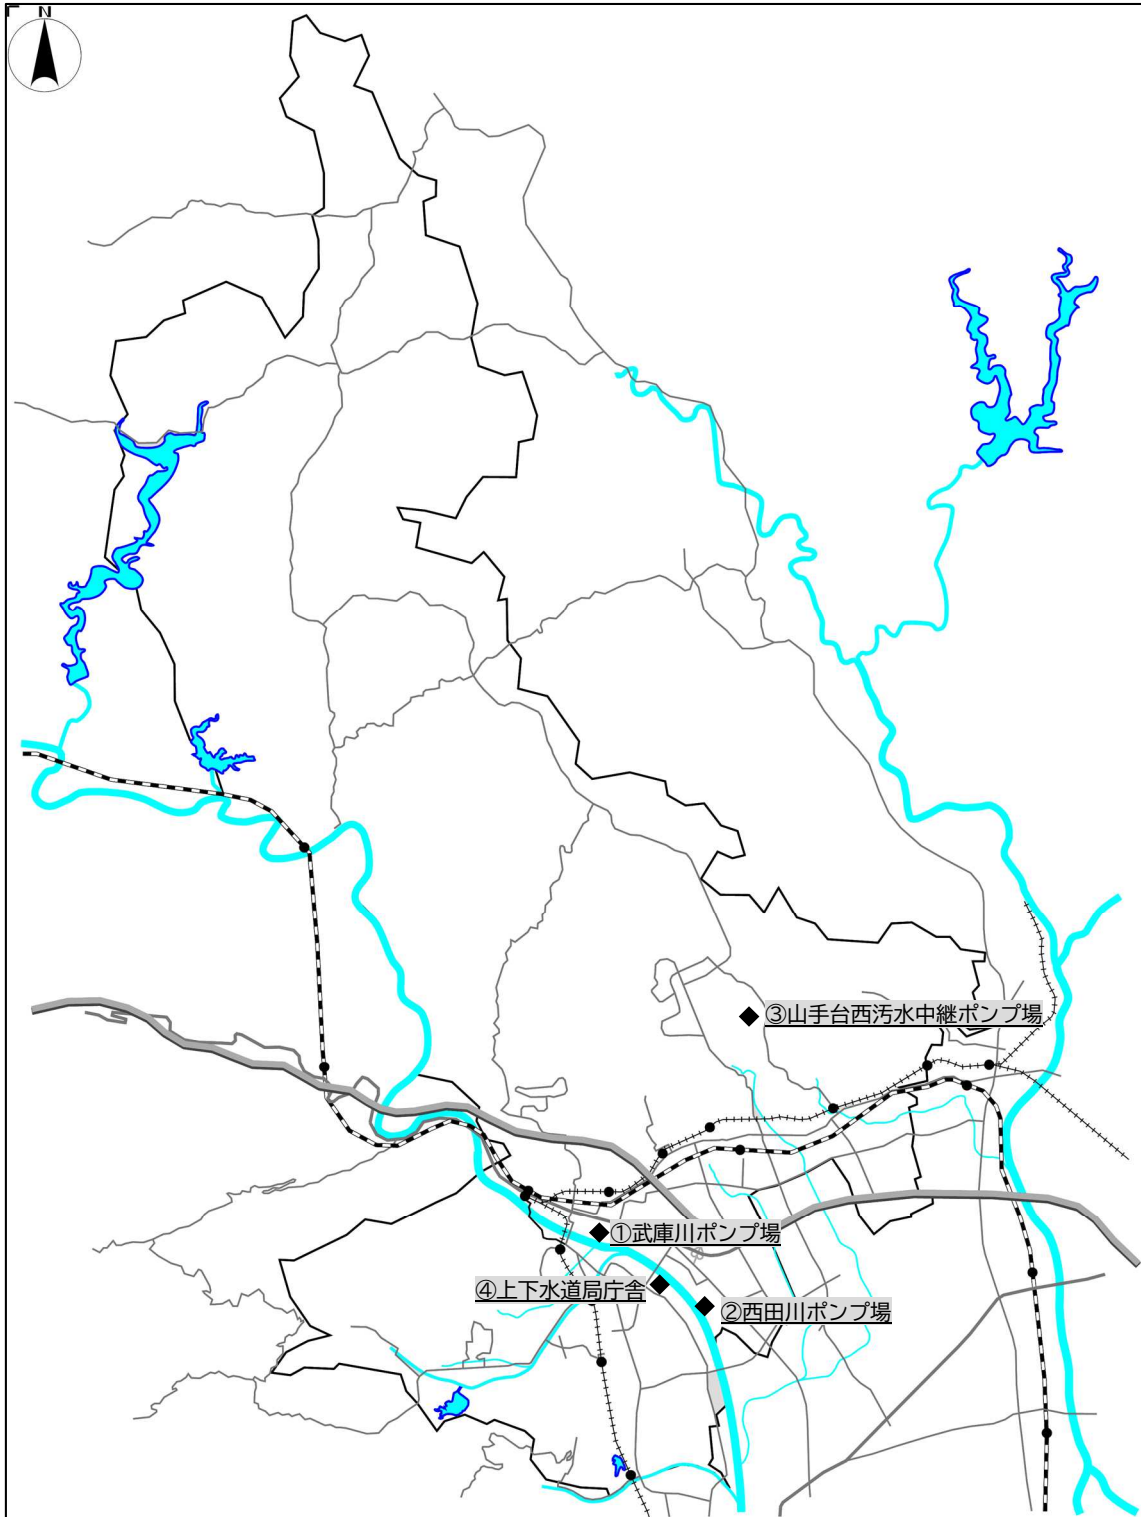 N
③山手台西汚水中継ポンプ場
①武庫川ポンプ場
④上下水道局庁舎
②西田川ポンプ場